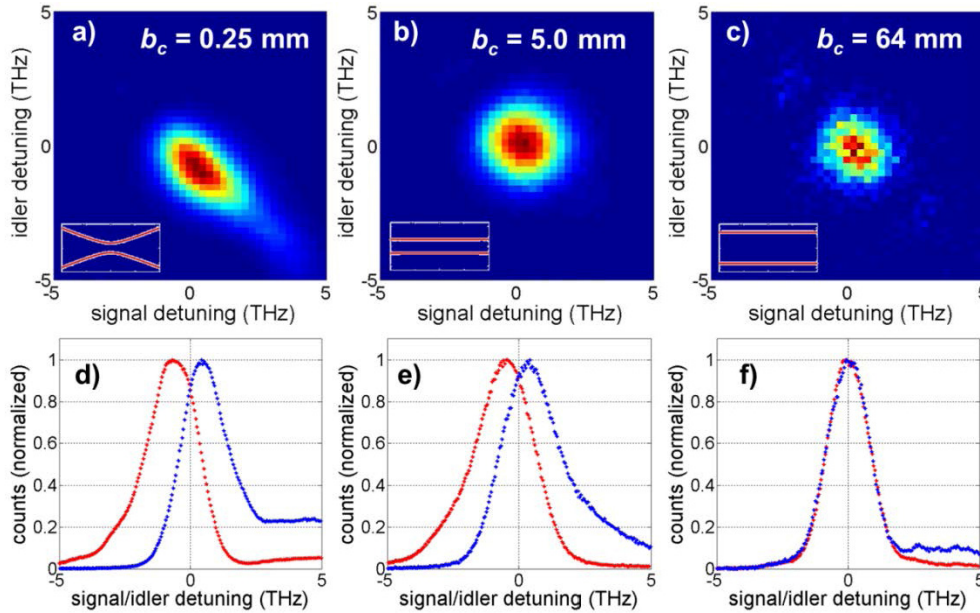 a)
b_c = 0.25 mm
idler detuning (THz)
5
0
-5
-5
0
5
signal detuning (THz)
b)
b_c = 5.0 mm
idler detuning (THz)
5
0
-5
-5
0
5
signal detuning (THz)
c)
b_c = 64 mm
idler detuning (THz)
5
0
-5
-5
0
5
signal detuning (THz)
d)
counts (normalized)
1
0.8
0.6
0.4
0.2
0
-5
0
5
signal/idler detuning (THz)
e)
counts (normalized)
1
0.8
0.6
0.4
0.2
0
-5
0
5
signal/idler detuning (THz)
f)
counts (normalized)
1
0.8
0.6
0.4
0.2
0
-5
0
5
signal/idler detuning (THz)